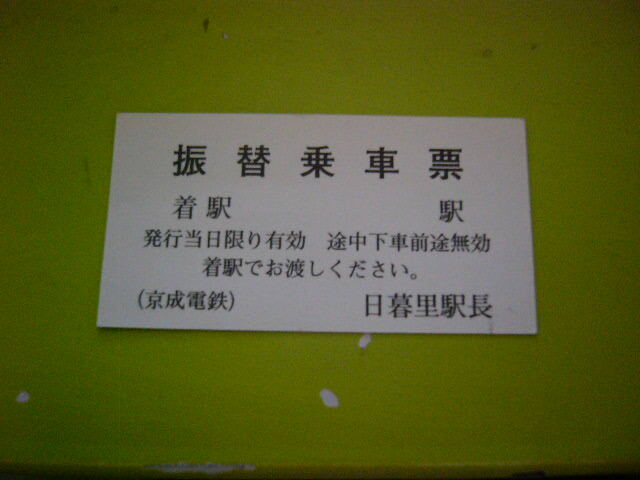 振替乗車票
着駅 駅
発行当日限り有効 途中下車前途無効
着駅でお渡しください。
(京成電鉄) 日暮里駅長